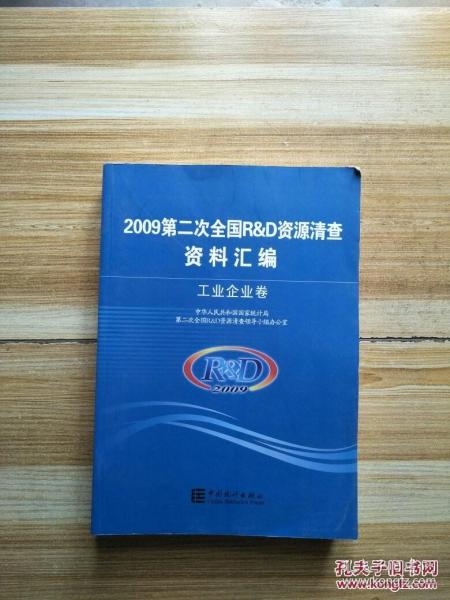 2009第二次全国R&D资源清查
资料汇编
工业企业卷
中华人民共和国国家统计局
第二次全国R&D资源清查领导小组办公室
R&D
2009
中国统计出版社
China Statistics Press
孔夫子旧书网
www.kongfz.com